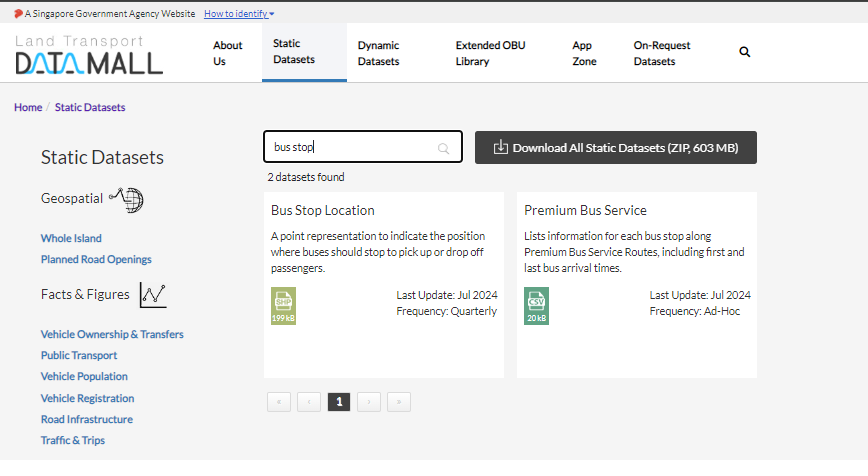 A Singapore Government Agency Website How to identify
Land Transport
DATA MALL
About
Us
Static
Datasets
Dynamic
Datasets
Extended OBU
Library
App
Zone
On-Request
Datasets
Home / Static Datasets
Static Datasets
Geospatial
Whole Island
Planned Road Openings
Facts & Figures
Vehicle Ownership & Transfers
Public Transport
Vehicle Population
Vehicle Registration
Road Infrastructure
Traffic & Trips
bus stop
Download All Static Datasets (ZIP, 603 MB)
2 datasets found
Bus Stop Location
A point representation to indicate the position
where buses should stop to pick up or drop off
passengers.
SHP
199 kB
Last Update: Jul 2024
Frequency: Quarterly
Premium Bus Service
Lists information for each bus stop along
Premium Bus Service Routes, including first and
last bus arrival times.
CSV
20 kB
Last Update: Jul 2024
Frequency: Ad-Hoc
« ‹ 1 › »